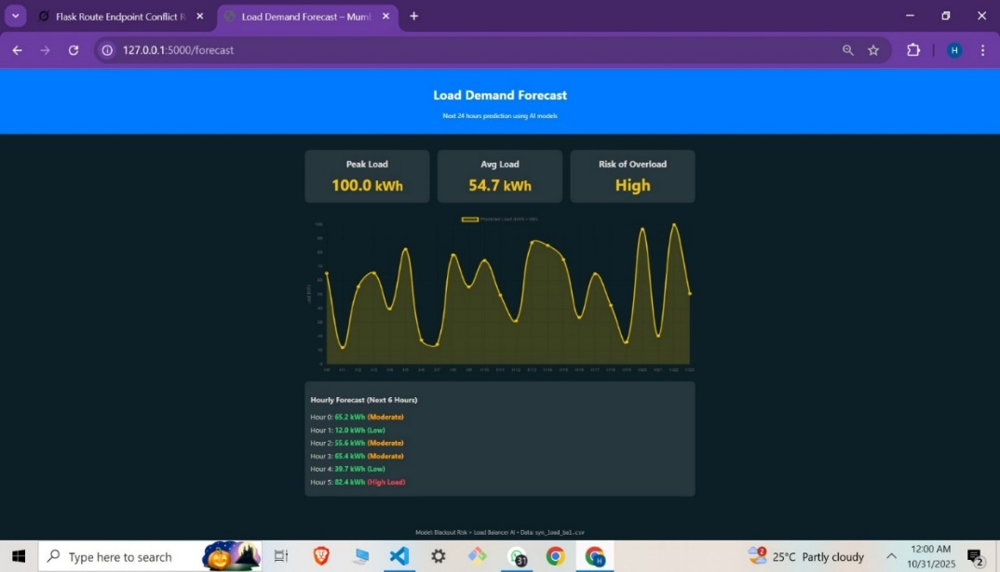 Flask Route Endpoint Conflict R
Load Demand Forecast – Mumb
127.0.0.1:5000/forecast
H
Load Demand Forecast
Next 24 hours prediction using AI models
Peak Load
100.0 kWh
Avg Load
54.7 kWh
Risk of Overload
High
Hourly Forecast (Next 6 Hours)
Hour 0: 65.2 kWh (Moderate)
Hour 1: 12.0 kWh (Low)
Hour 2: 55.6 kWh (Moderate)
Hour 3: 65.4 kWh (Moderate)
Hour 4: 39.7 kWh (Low)
Hour 5: 82.4 kWh (High Load)
Model: Blackout Risk + Load Balancer AI • Data: syn_load_bal.csv
Type here to search
31
H
2
25°C Partly cloudy
12:00 AM
10/31/2025
2